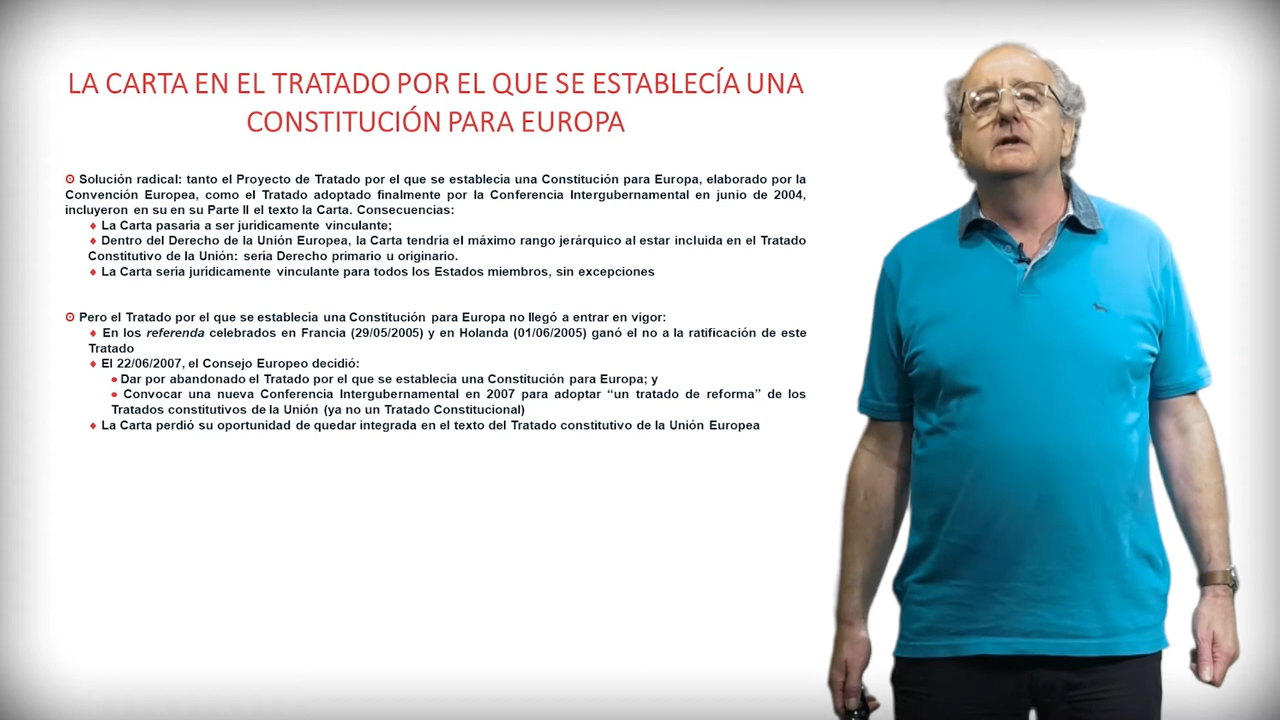 LA CARTA EN EL TRATADO POR EL QUE SE ESTABLECÍA UNA
CONSTITUCIÓN PARA EUROPA
⊙ Solución radical: tanto el Proyecto de Tratado por el que se establecía una Constitución para Europa, elaborado por la
Convención Europea, como el Tratado adoptado finalmente por la Conferencia Intergubernamental en junio de 2004,
incluyeron en su en su Parte II el texto la Carta. Consecuencias:
♦ La Carta pasaría a ser jurídicamente vinculante;
♦ Dentro del Derecho de la Unión Europea, la Carta tendría el máximo rango jerárquico al estar incluida en el Tratado
Constitutivo de la Unión: sería Derecho primario u originario.
♦ La Carta sería jurídicamente vinculante para todos los Estados miembros, sin excepciones
⊙ Pero el Tratado por el que se establecía una Constitución para Europa no llegó a entrar en vigor:
♦ En los referenda celebrados en Francia (29/05/2005) y en Holanda (01/06/2005) ganó el no a la ratificación de este
Tratado
♦ El 22/06/2007, el Consejo Europeo decidió:
● Dar por abandonado el Tratado por el que se establecía una Constitución para Europa; y
● Convocar una nueva Conferencia Intergubernamental en 2007 para adoptar “un tratado de reforma” de los
Tratados constitutivos de la Unión (ya no un Tratado Constitucional)
♦ La Carta perdió su oportunidad de quedar integrada en el texto del Tratado constitutivo de la Unión Europea